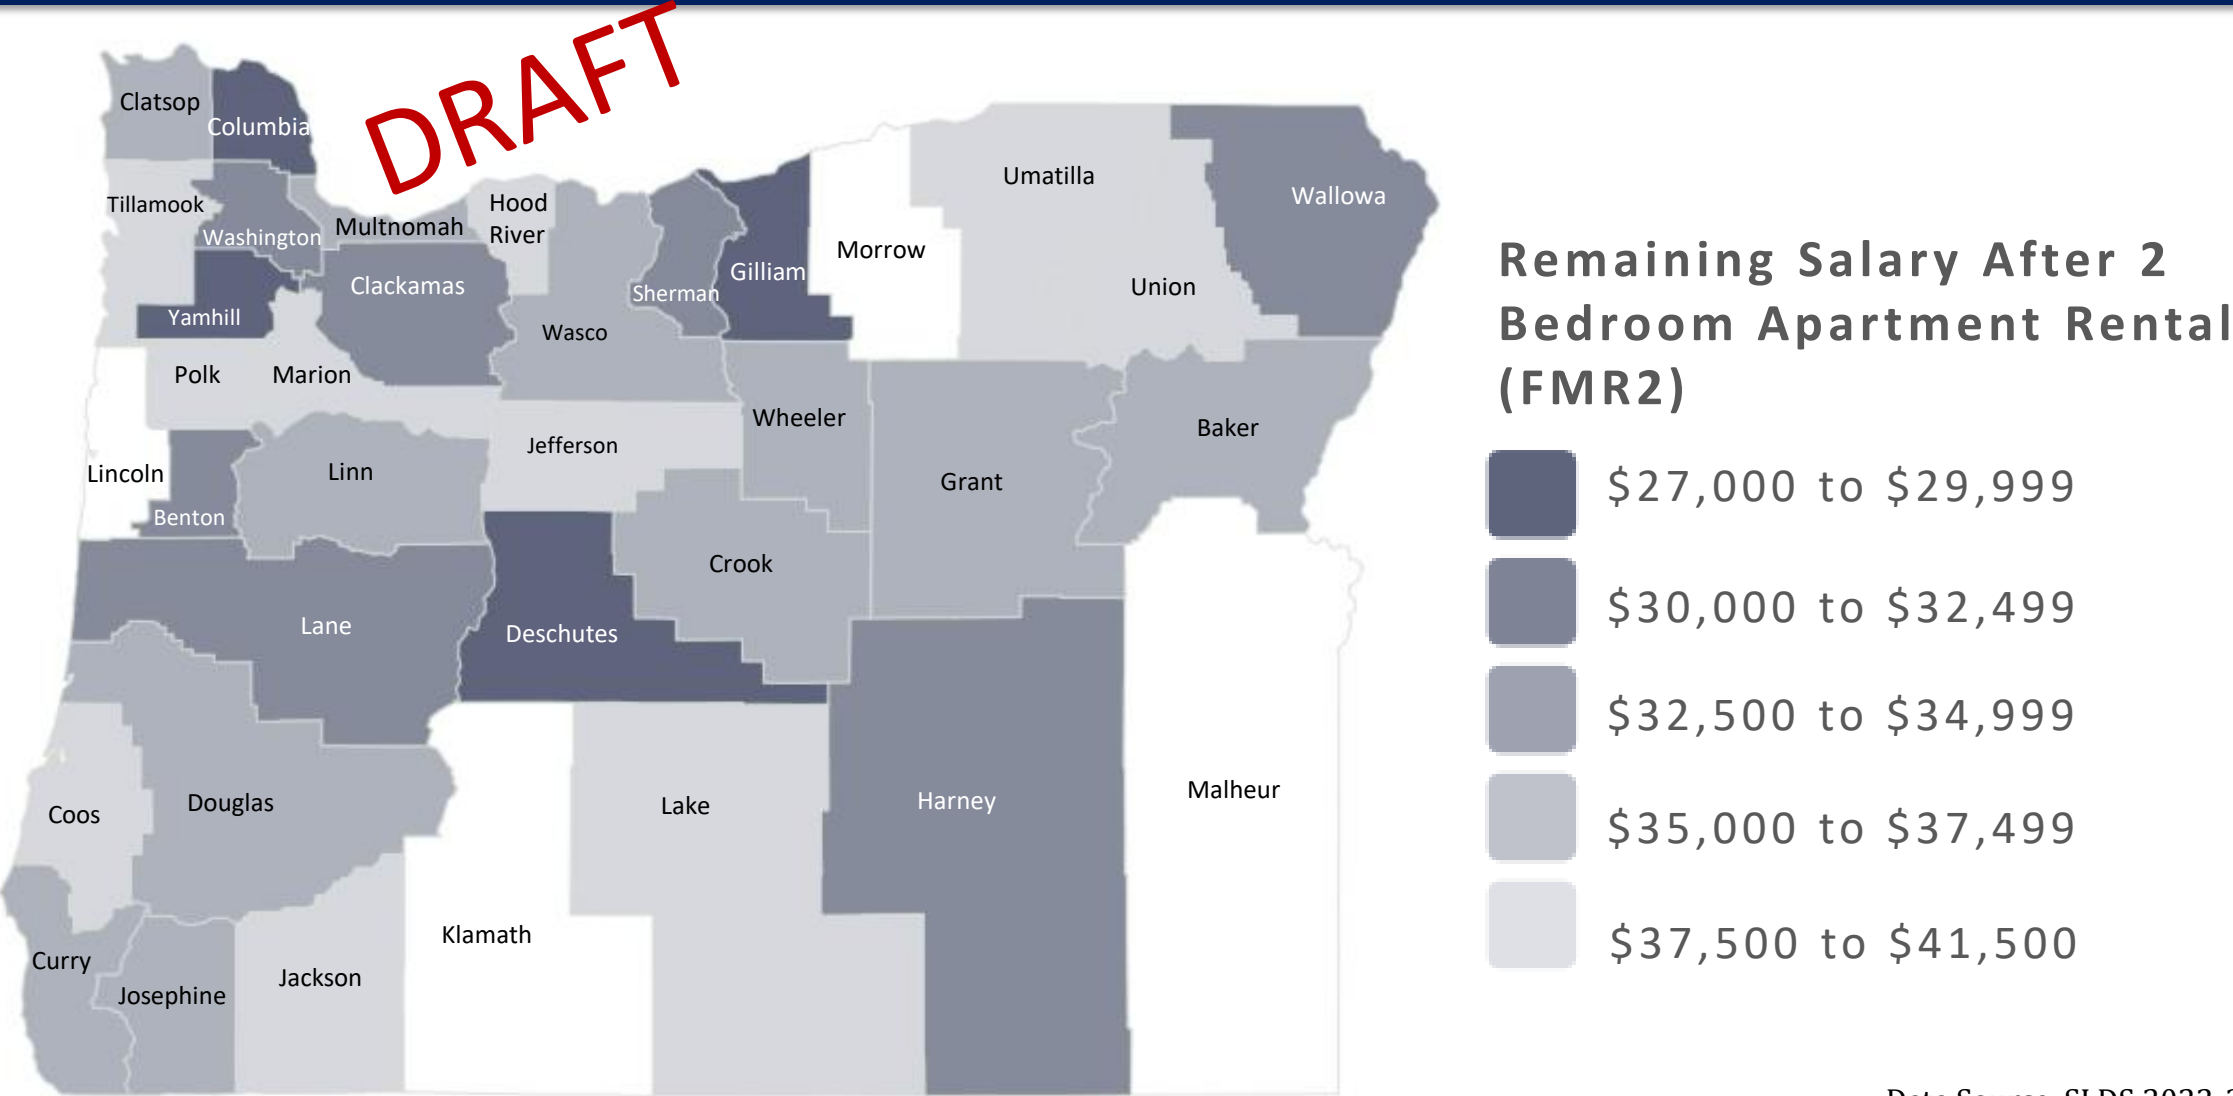 DRAFT
Clatsop
Columbia
Tillamook
Washington
Multnomah
Hood
River
Yamhill
Clackamas
Wasco
Sherman
Gilliam
Morrow
Umatilla
Union
Wallowa
Polk
Marion
Lincoln
Benton
Linn
Jefferson
Wheeler
Grant
Baker
Crook
Lane
Deschutes
Coos
Douglas
Lake
Harney
Malheur
Klamath
Curry
Josephine
Jackson
Remaining Salary After 2
Bedroom Apartment Rental
(FMR2)
$27,000 to $29,999
$30,000 to $32,499
$32,500 to $34,999
$35,000 to $37,499
$37,500 to $41,500